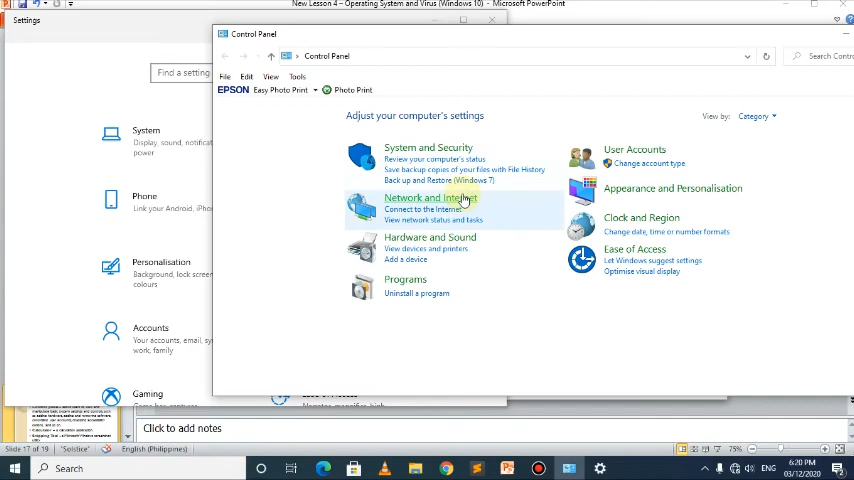 New Lesson 4 – Operating System and Virus (Windows 10) - Microsoft PowerPoint
Settings
Find a setting
System
Display, sound, notificat
power
Phone
Link your Android, iPhon
Personalisation
Background, lock screen
colours
Accounts
Your accounts, email, sy
work, family
Gaming
Control Panel
Control Panel
Search Contro
File Edit View Tools
EPSON Easy Photo Print Photo Print
Adjust your computer's settings
View by: Category
System and Security
Review your computer's status
Save backup copies of your files with File History
Back up and Restore (Windows 7)
Network and Internet
Connect to the Internet
View network status and tasks
Hardware and Sound
View devices and printers
Add a device
Programs
Uninstall a program
User Accounts
Change account type
Appearance and Personalisation
Clock and Region
Change date, time or number formats
Ease of Access
Let Windows suggest settings
Optimise visual display
Click to add notes
Slide 17 of 19 "Solstice" English (Philippines) 75%
Search
ENG
6:20 PM
03/12/2020
2